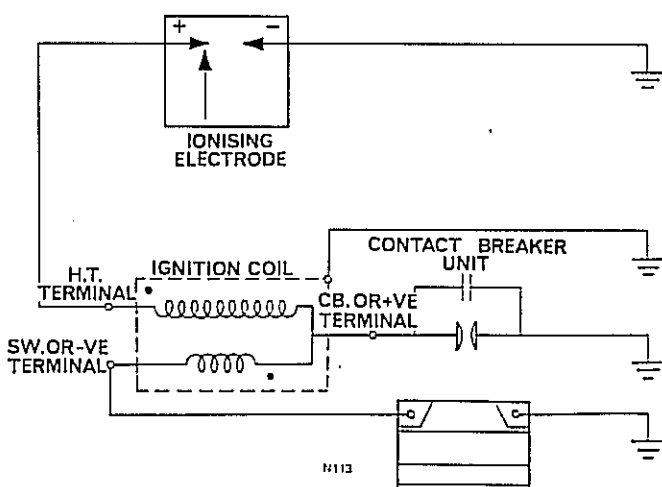 + -
IONISING
ELECTRODE
CONTACT BREAKER
UNIT
IGNITION COIL
H.T.
TERMINAL
CB.OR+VE
TERMINAL
SW.OR-VE
TERMINAL
N113